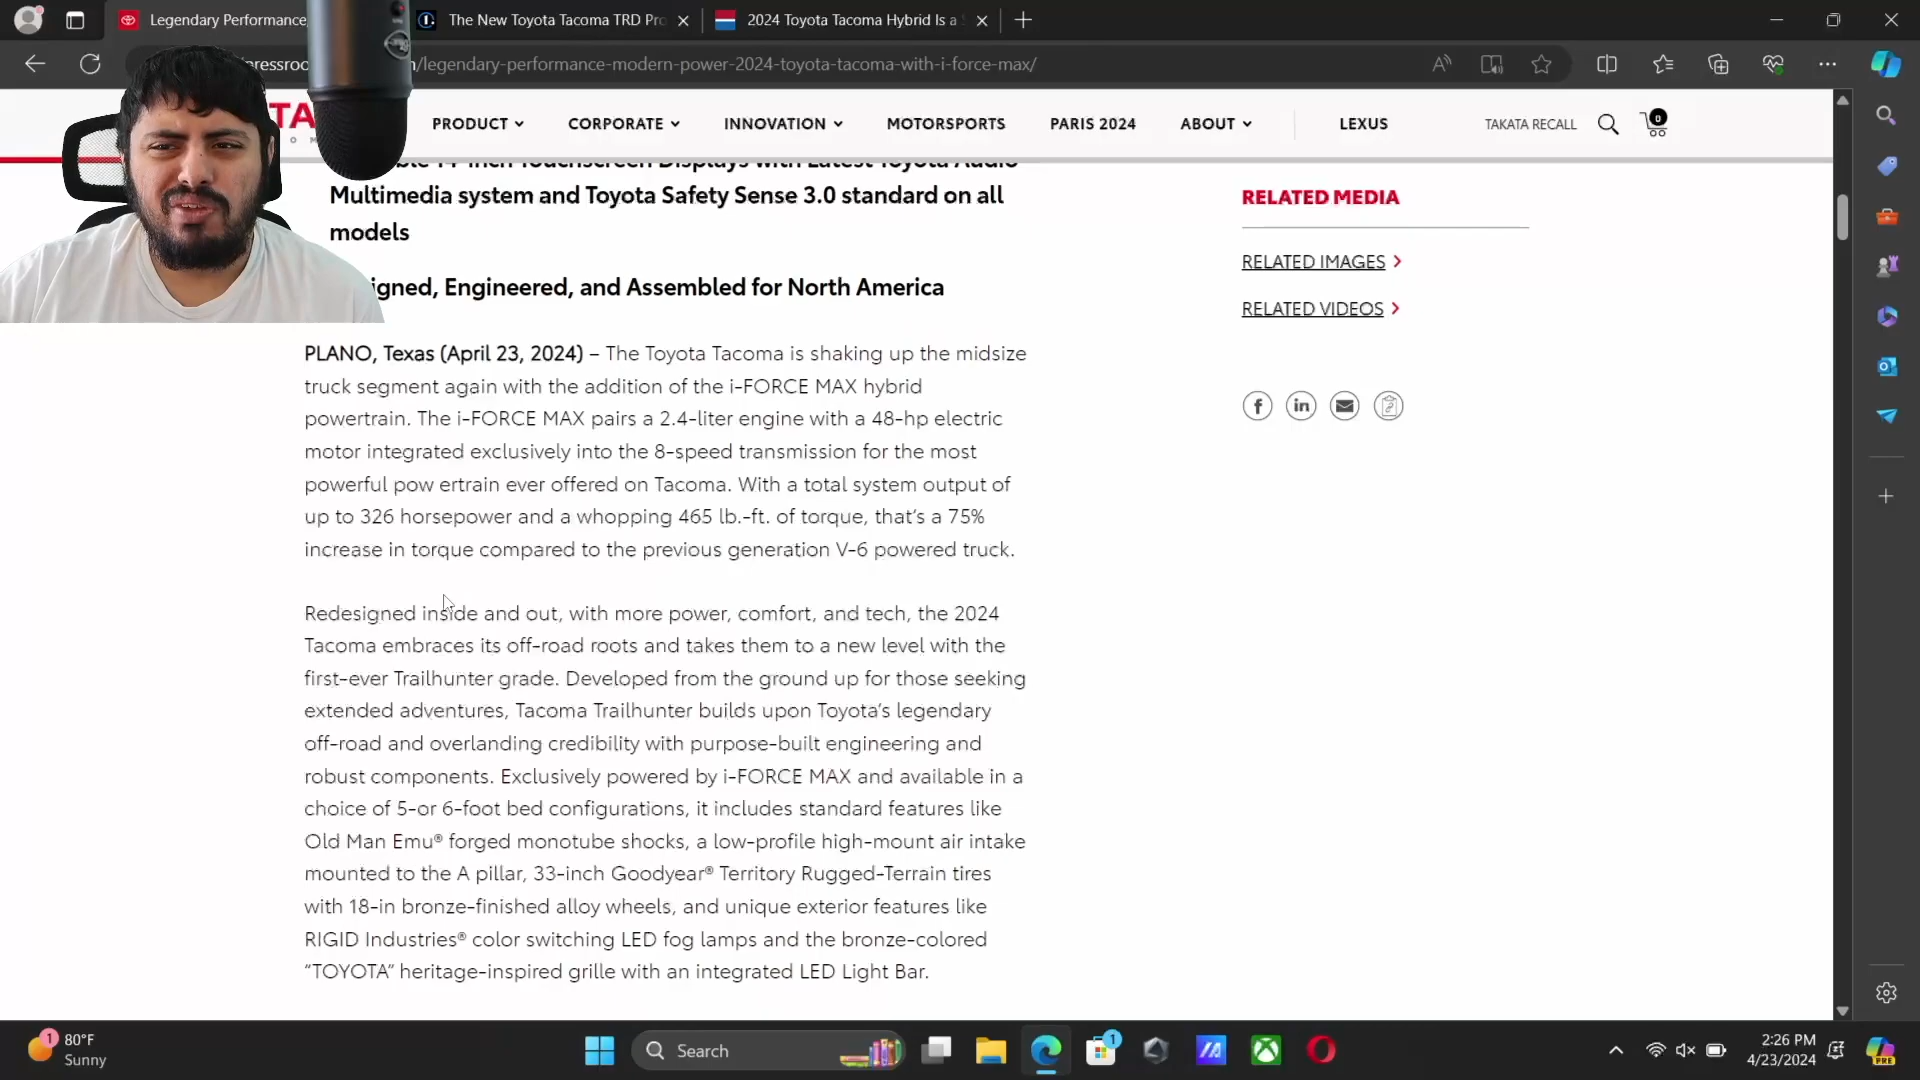 Legendary Performance
The New Toyota Tacoma TRD Pro
2024 Toyota Tacoma Hybrid Is a
/legendary-performance-modern-power-2024-toyota-tacoma-with-i-force-max/
PRODUCT CORPORATE INNOVATION MOTORSPORTS PARIS 2024 ABOUT LEXUS TAKATA RECALL 0
Multimedia system and Toyota Safety Sense 3.0 standard on all
models
igned, Engineered, and Assembled for North America
PLANO, Texas (April 23, 2024) – The Toyota Tacoma is shaking up the midsize
truck segment again with the addition of the i-FORCE MAX hybrid
powertrain. The i-FORCE MAX pairs a 2.4-liter engine with a 48-hp electric
motor integrated exclusively into the 8-speed transmission for the most
powerful pow ertrain ever offered on Tacoma. With a total system output of
up to 326 horsepower and a whopping 465 lb.-ft. of torque, that's a 75%
increase in torque compared to the previous generation V-6 powered truck.
Redesigned inside and out, with more power, comfort, and tech, the 2024
Tacoma embraces its off-road roots and takes them to a new level with the
first-ever Trailhunter grade. Developed from the ground up for those seeking
extended adventures, Tacoma Trailhunter builds upon Toyota's legendary
off-road and overlanding credibility with purpose-built engineering and
robust components. Exclusively powered by i-FORCE MAX and available in a
choice of 5-or 6-foot bed configurations, it includes standard features like
Old Man Emu® forged monotube shocks, a low-profile high-mount air intake
mounted to the A pillar, 33-inch Goodyear® Territory Rugged-Terrain tires
with 18-in bronze-finished alloy wheels, and unique exterior features like
RIGID Industries® color switching LED fog lamps and the bronze-colored
“TOYOTA” heritage-inspired grille with an integrated LED Light Bar.
RELATED MEDIA
RELATED IMAGES
RELATED VIDEOS
1
80°F
Sunny
Search
1
2:26 PM
4/23/2024
PRE